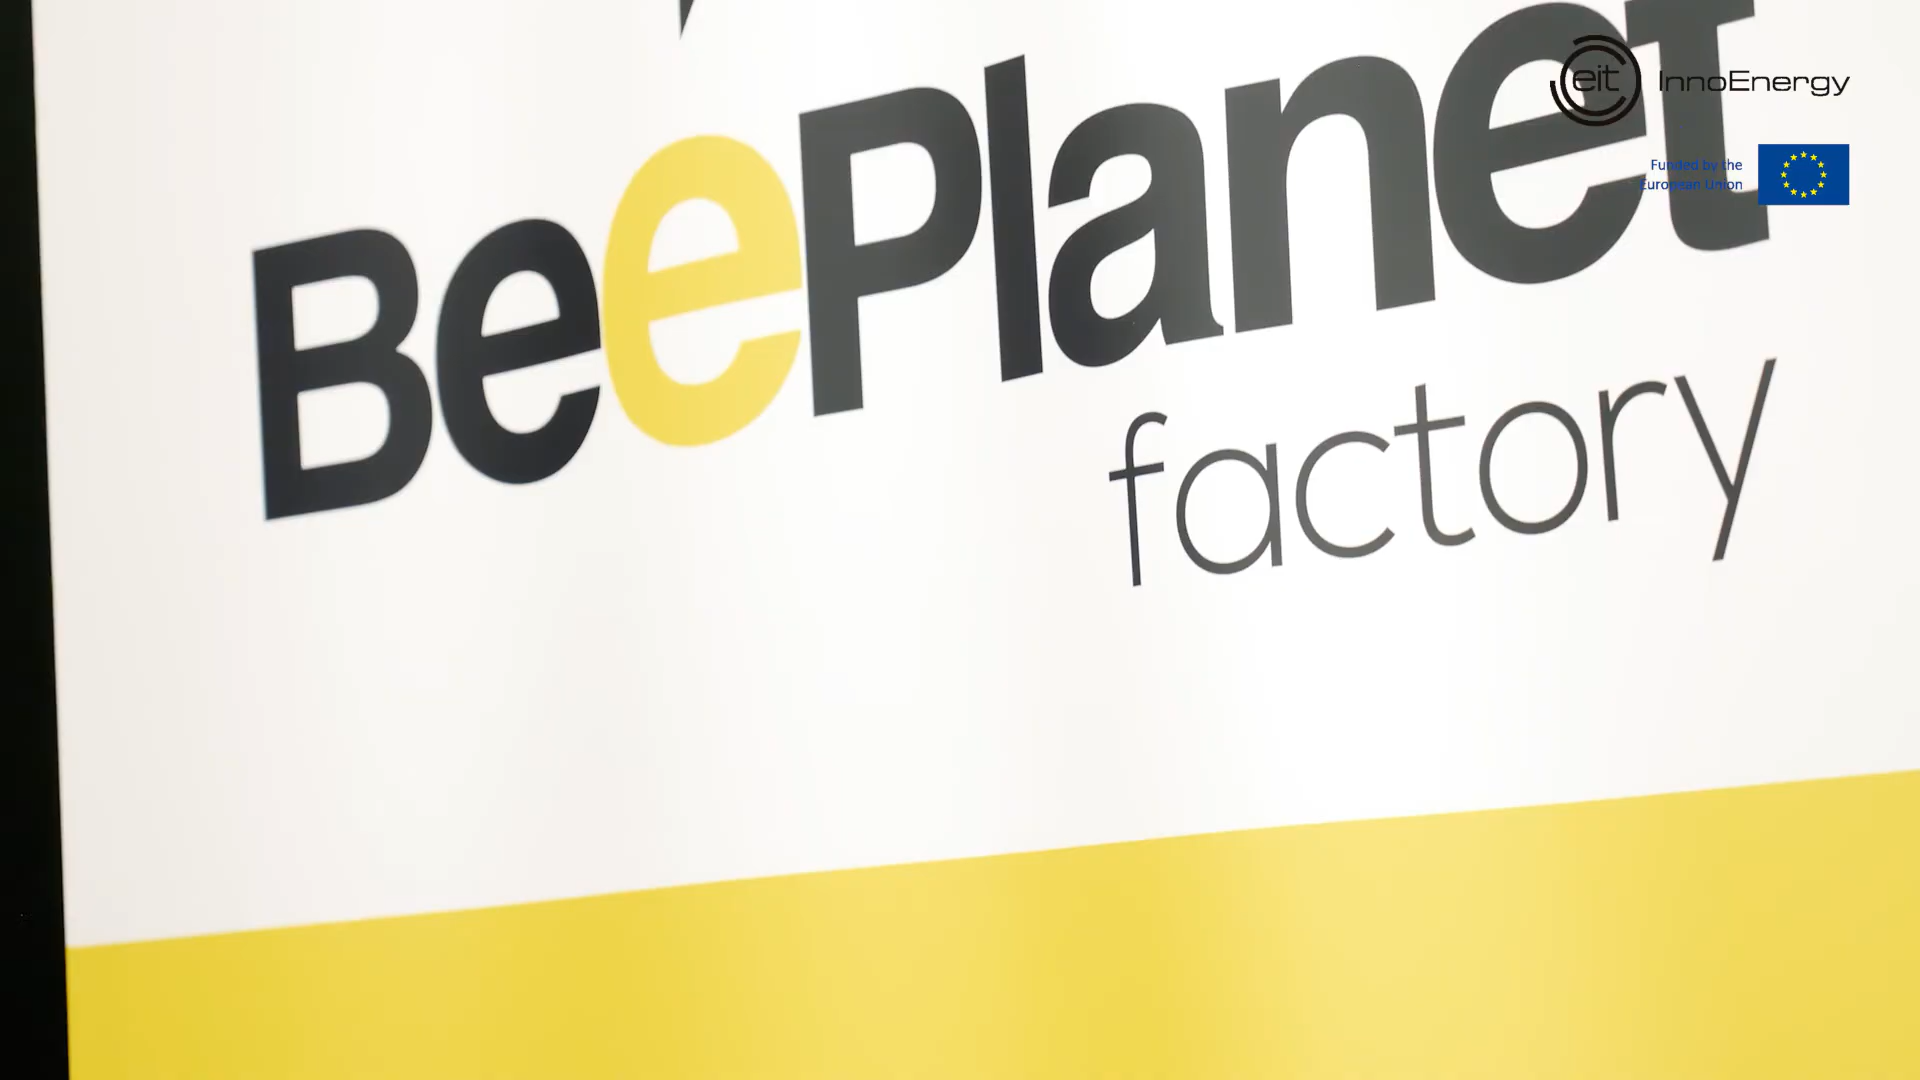 BeePlanet
factory
eit InnoEnergy
Funded by the
European Union